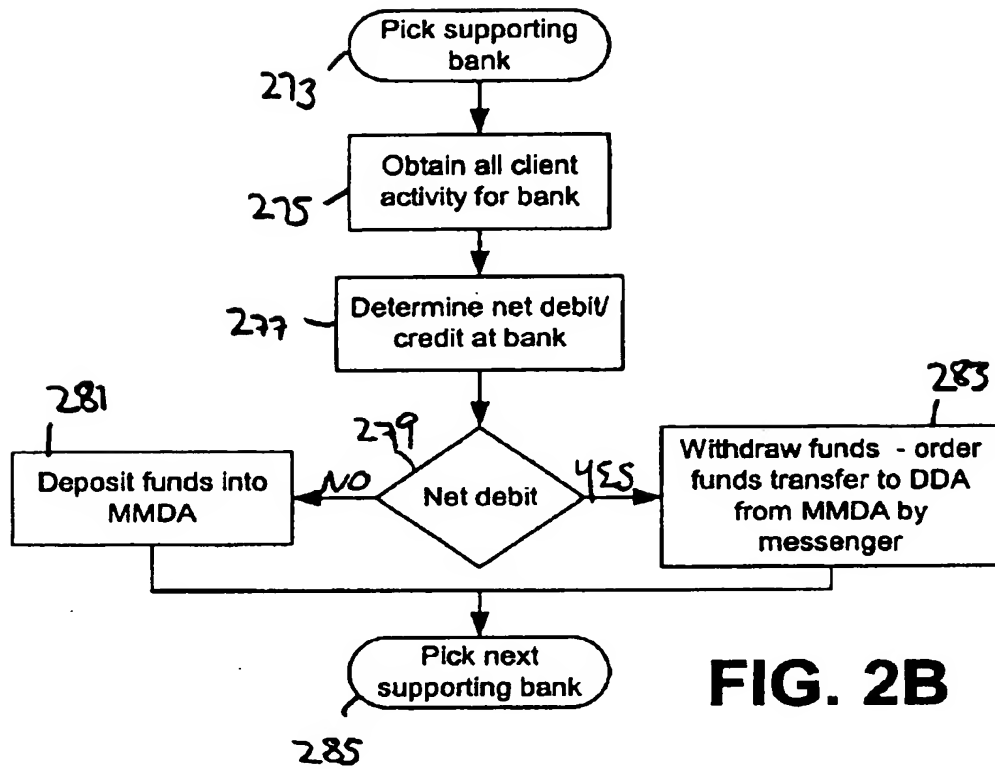 Pick supporting
bank
273
Obtain all client
activity for bank
275
Determine net debit/
credit at bank
277
281
279
283
Deposit funds into
MMDA
NO
Net debit
YES
Withdraw funds - order
funds transfer to DDA
from MMDA by
messenger
Pick next
supporting bank
285
FIG. 2B